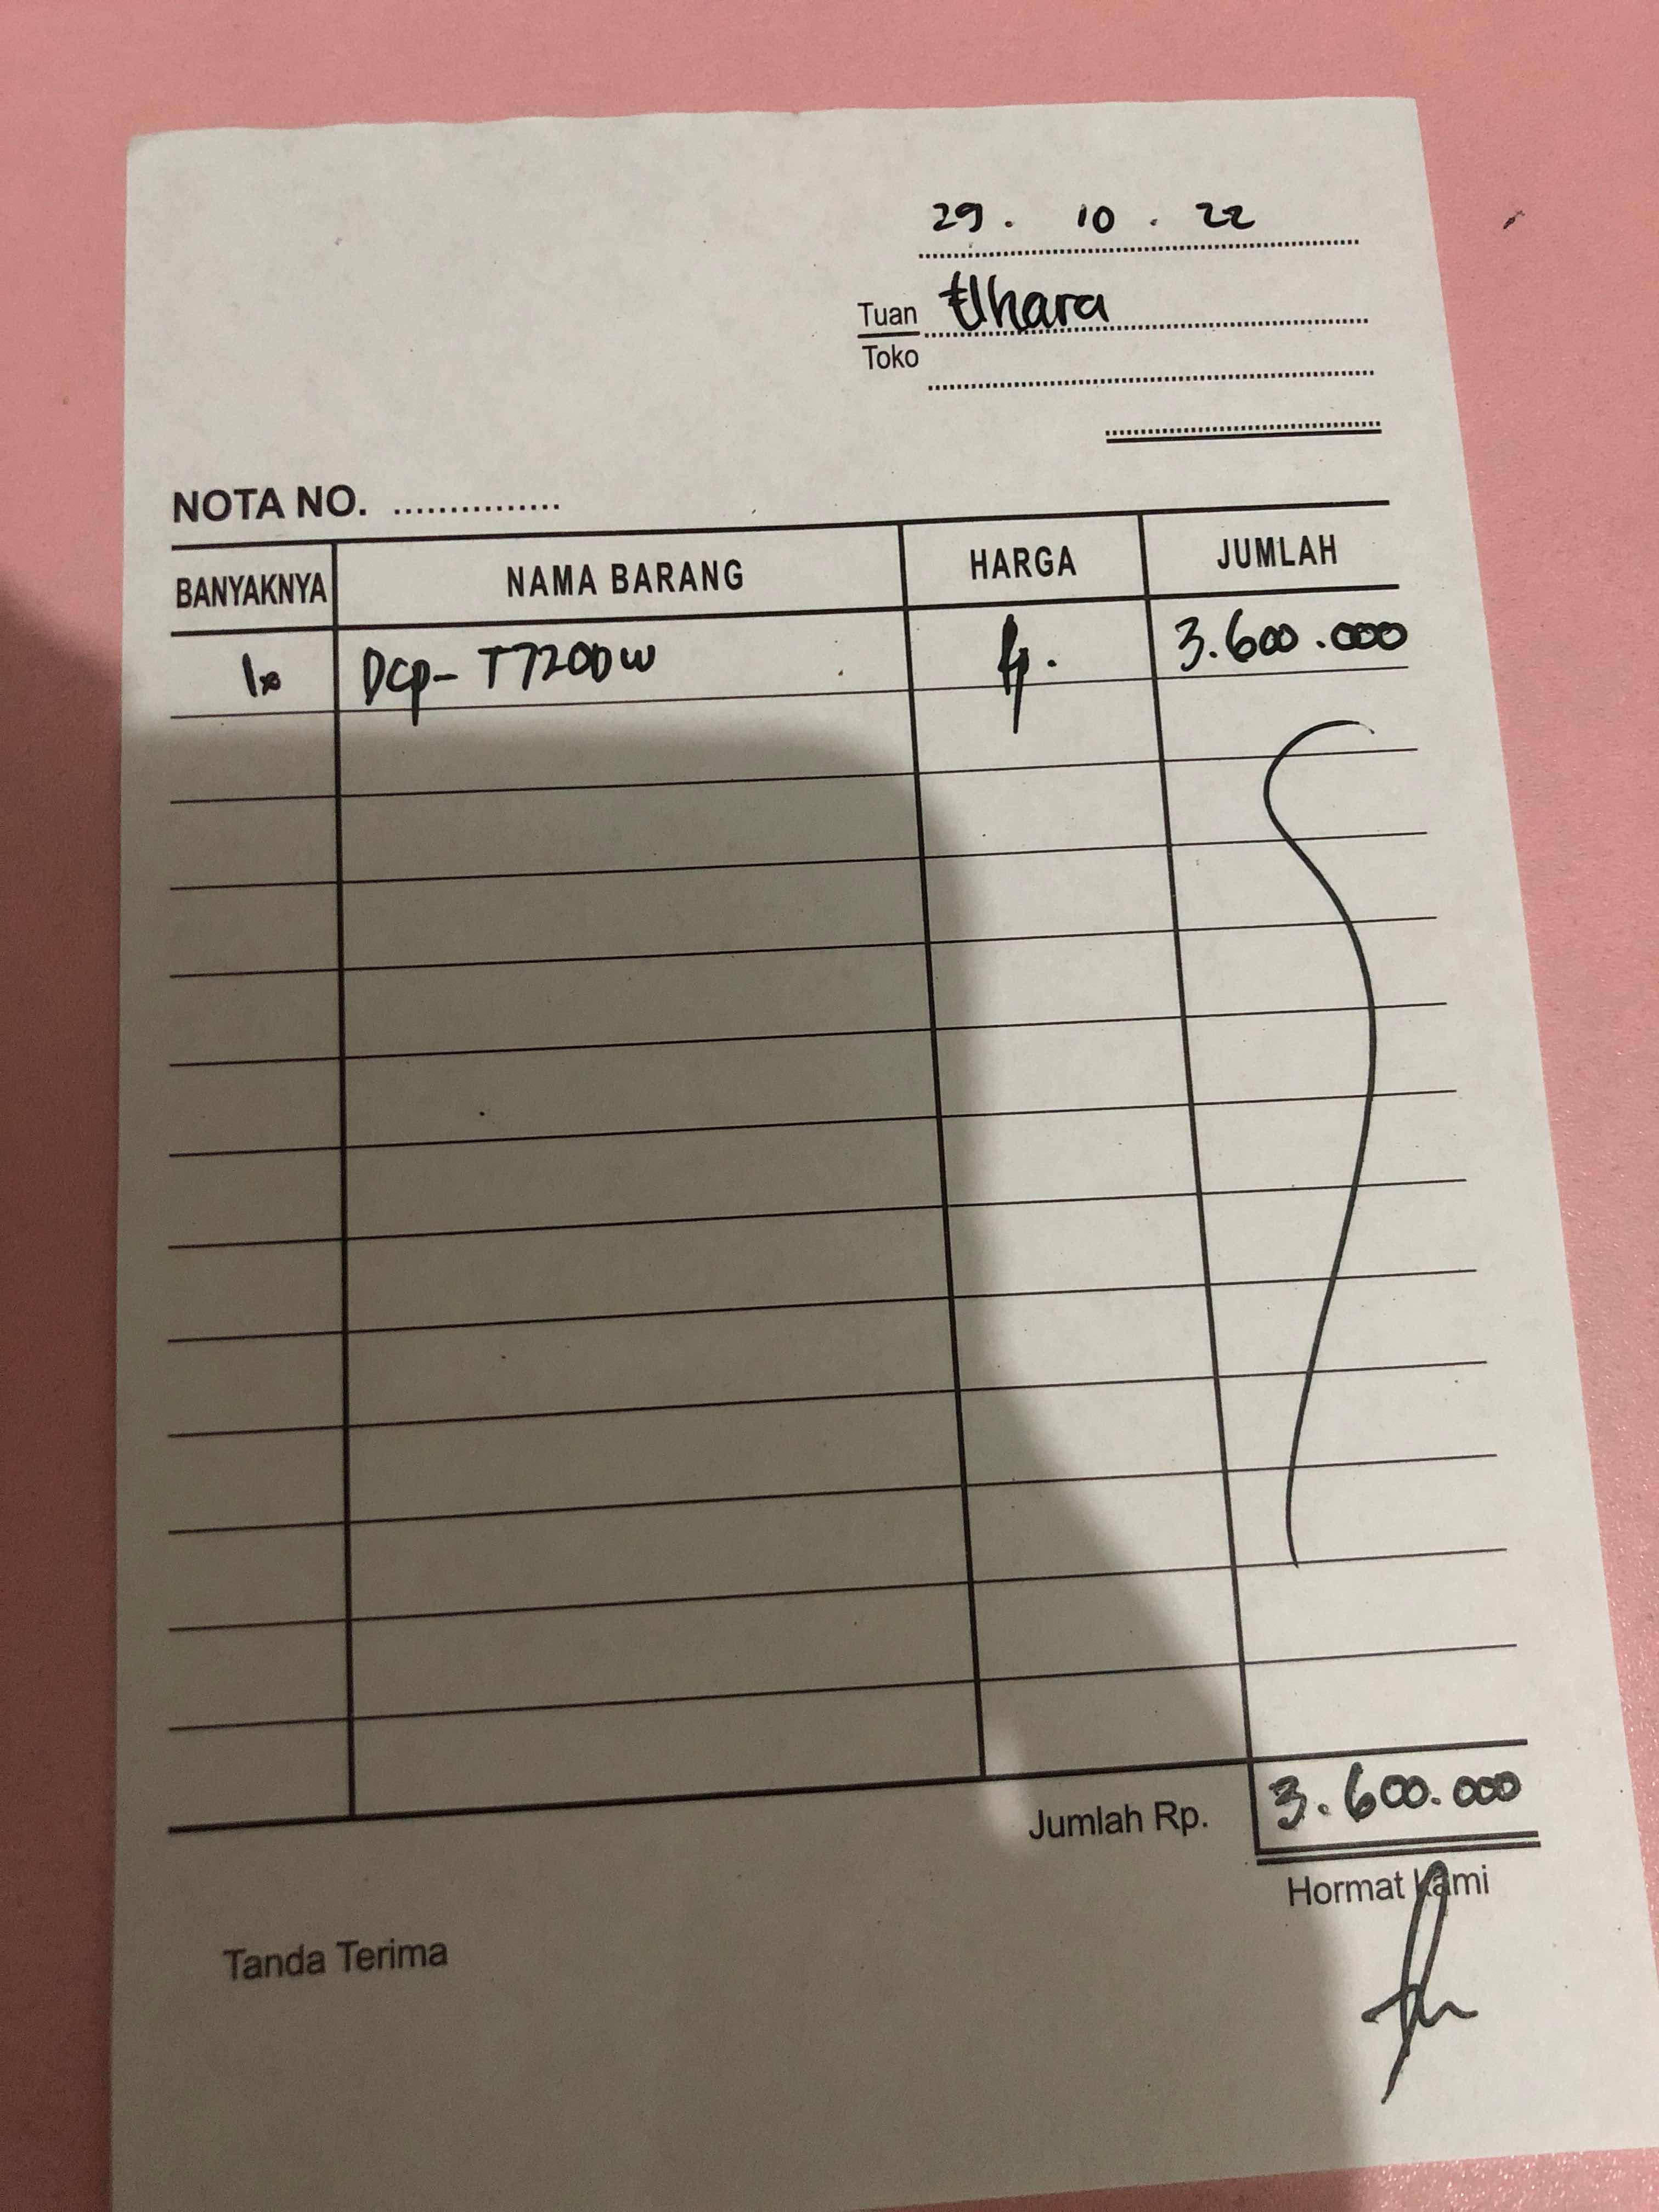 29 . 10 . 22
Tuan Elhara
Toko
NOTA NO. ...............
BANYAKNYA NAMA BARANG HARGA JUMLAH
1x DCP- T720DW Rp. 3.600.000
Jumlah Rp. 3.600.000
Hormat Kami
Tanda Terima